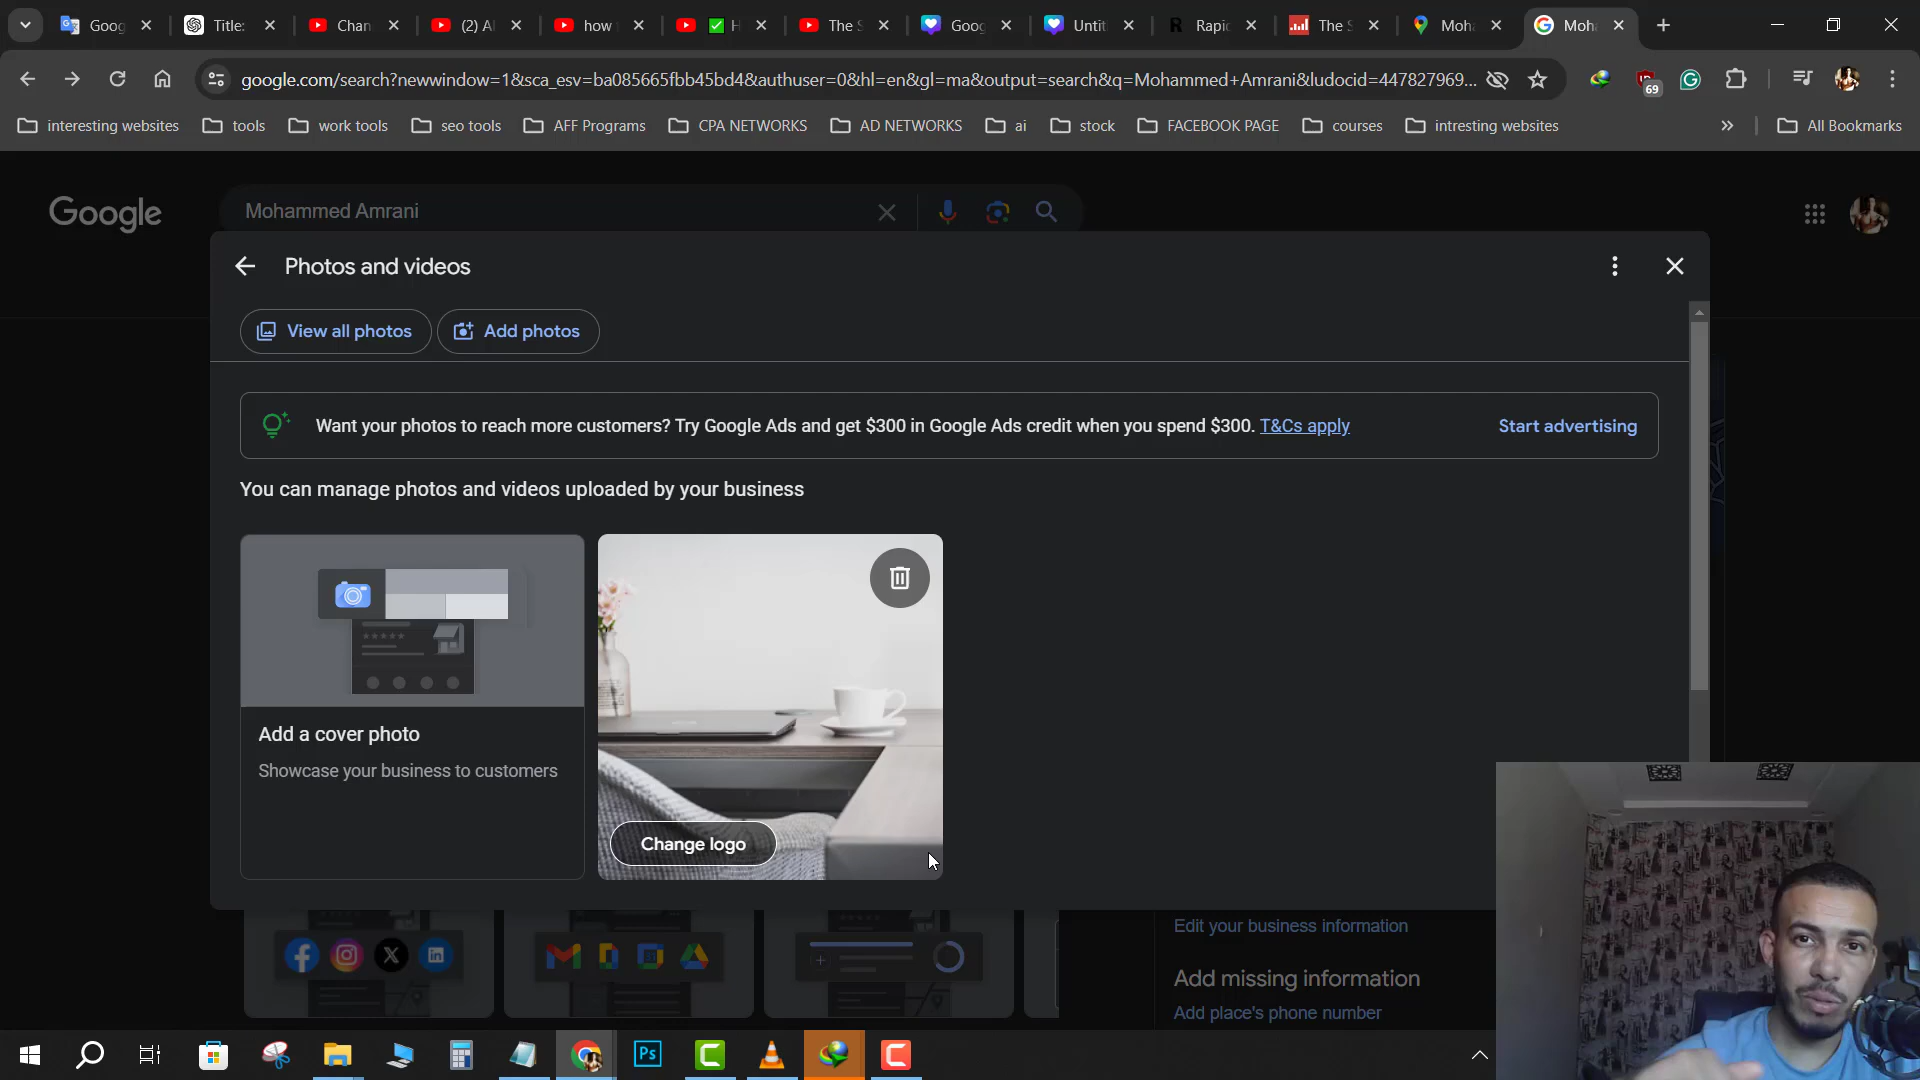 Goog
Title:
Chan
(2) A
how
H
The S
Goog
Untit
Rapid
The S
Moh
Moha
google.com/search?newwindow=1&sca_esv=ba085665fbb45bd4&authuser=0&hl=en&gl=ma&output=search&q=Mohammed+Amrani&ludocid=447827969...
69
interesting websites
tools
work tools
seo tools
AFF Programs
CPA NETWORKS
AD NETWORKS
ai
stock
FACEBOOK PAGE
courses
intresting websites
All Bookmarks
Google
Mohammed Amrani
Photos and videos
View all photos
Add photos
Want your photos to reach more customers? Try Google Ads and get $300 in Google Ads credit when you spend $300. T&Cs apply
Start advertising
You can manage photos and videos uploaded by your business
Add a cover photo
Showcase your business to customers
Change logo
Edit your business information
Add missing information
Add place's phone number
Ps